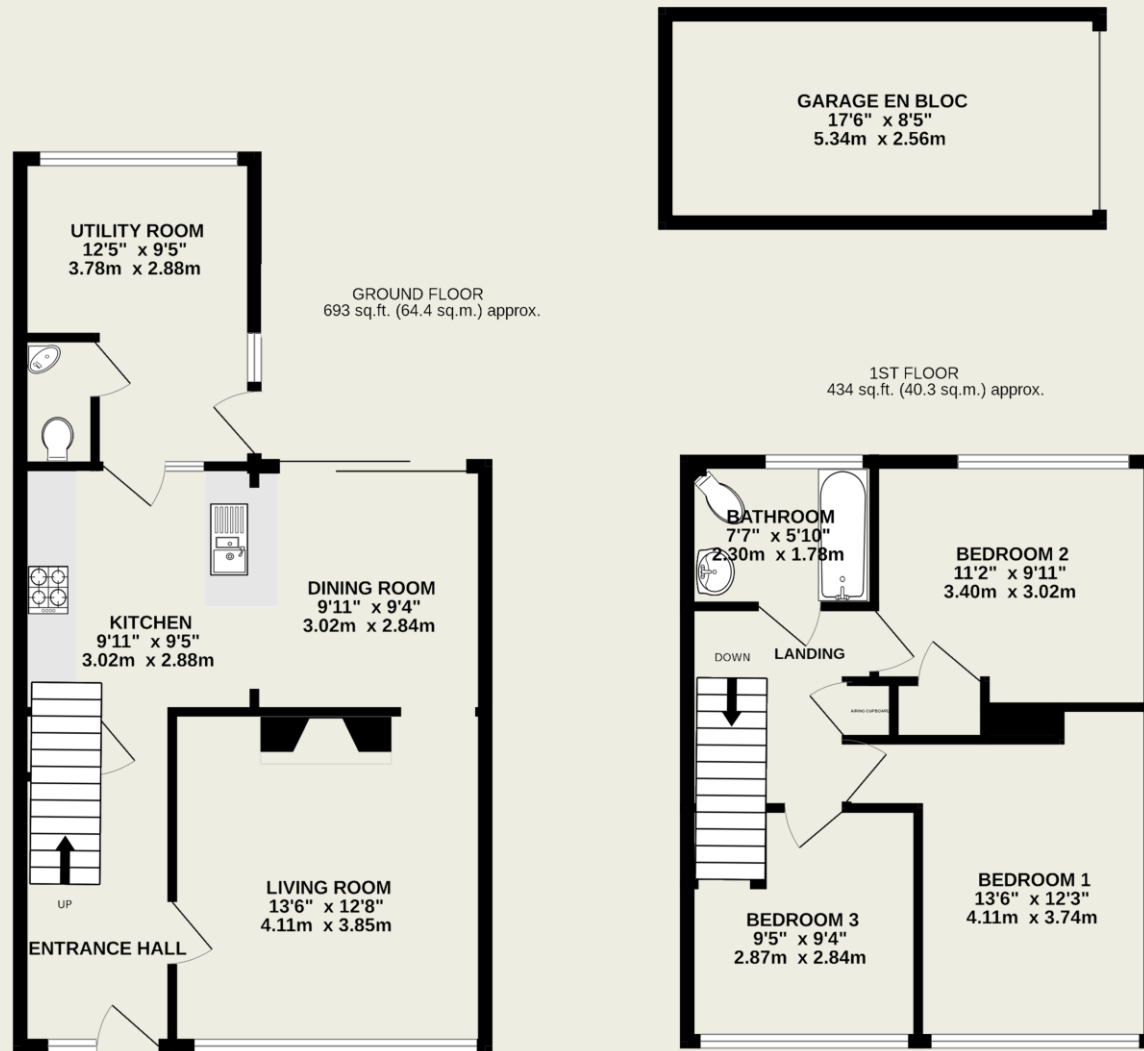 GARAGE EN BLOC
17'6" x 8'5"
5.34m x 2.56m
UTILITY ROOM
12'5" x 9'5"
3.78m x 2.88m
GROUND FLOOR
693 sq.ft. (64.4 sq.m.) approx.
1ST FLOOR
434 sq.ft. (40.3 sq.m.) approx.
BATHROOM
7'7" x 5'10"
2.30m x 1.78m
BEDROOM 2
11'2" x 9'11"
3.40m x 3.02m
DINING ROOM
9'11" x 9'4"
3.02m x 2.84m
KITCHEN
9'11" x 9'5"
3.02m x 2.88m
DOWN
LANDING
AIRING CUPBOARD
LIVING ROOM
13'6" x 12'8"
4.11m x 3.85m
UP
ENTRANCE HALL
BEDROOM 1
13'6" x 12'3"
4.11m x 3.74m
BEDROOM 3
9'5" x 9'4"
2.87m x 2.84m